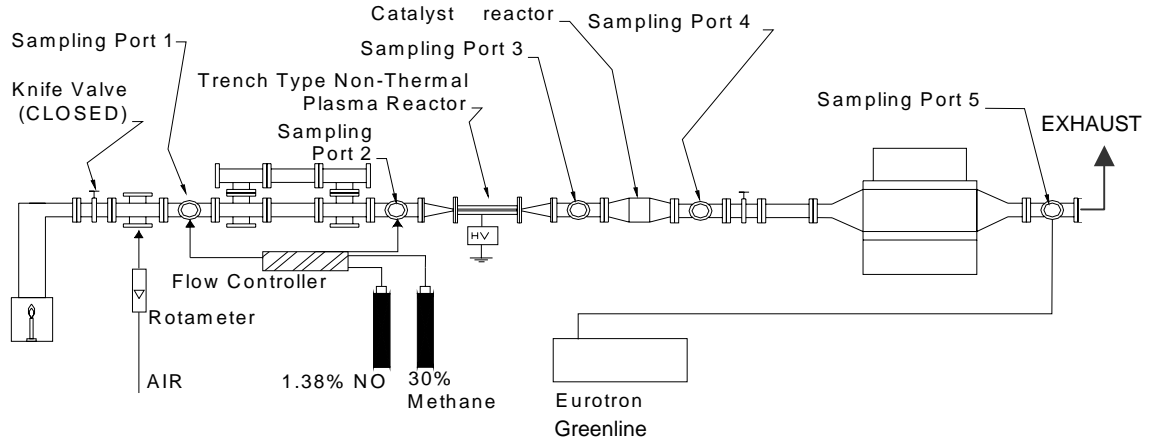 Catalyst reactor
Sampling Port 4
Sampling Port 1
Sampling Port 3
Trench Type Non-Thermal
Plasma Reactor
Knife Valve
(CLOSED)
Sampling Port 5
Sampling
Port 2
EXHAUST
HV
Flow Controller
Rotameter
AIR
1.38% NO
30%
Methane
Eurotron
Greenline